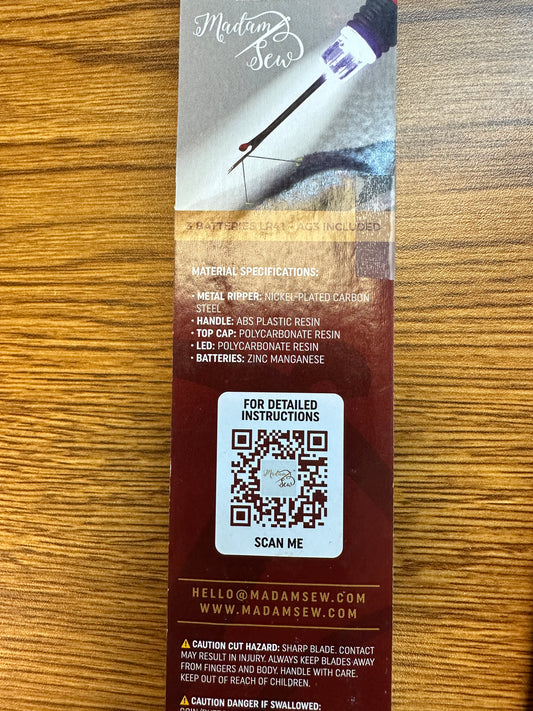 Madam
Sew
3 BATTERIES LR41 - AG3 INCLUDED
MATERIAL SPECIFICATIONS:
• METAL RIPPER: NICKEL-PLATED CARBON
STEEL
• HANDLE: ABS PLASTIC RESIN
• TOP CAP: POLYCARBONATE RESIN
• LED: POLYCARBONATE RESIN
• BATTERIES: ZINC MANGANESE
FOR DETAILED
INSTRUCTIONS
Madam
Sew
SCAN ME
HELLO@MADAMSEW.COM
WWW.MADAMSEW.COM
⚠ CAUTION CUT HAZARD: SHARP BLADE. CONTACT
MAY RESULT IN INJURY. ALWAYS KEEP BLADES AWAY
FROM FINGERS AND BODY. HANDLE WITH CARE.
KEEP OUT OF REACH OF CHILDREN.
⚠ CAUTION DANGER IF SWALLOWED: